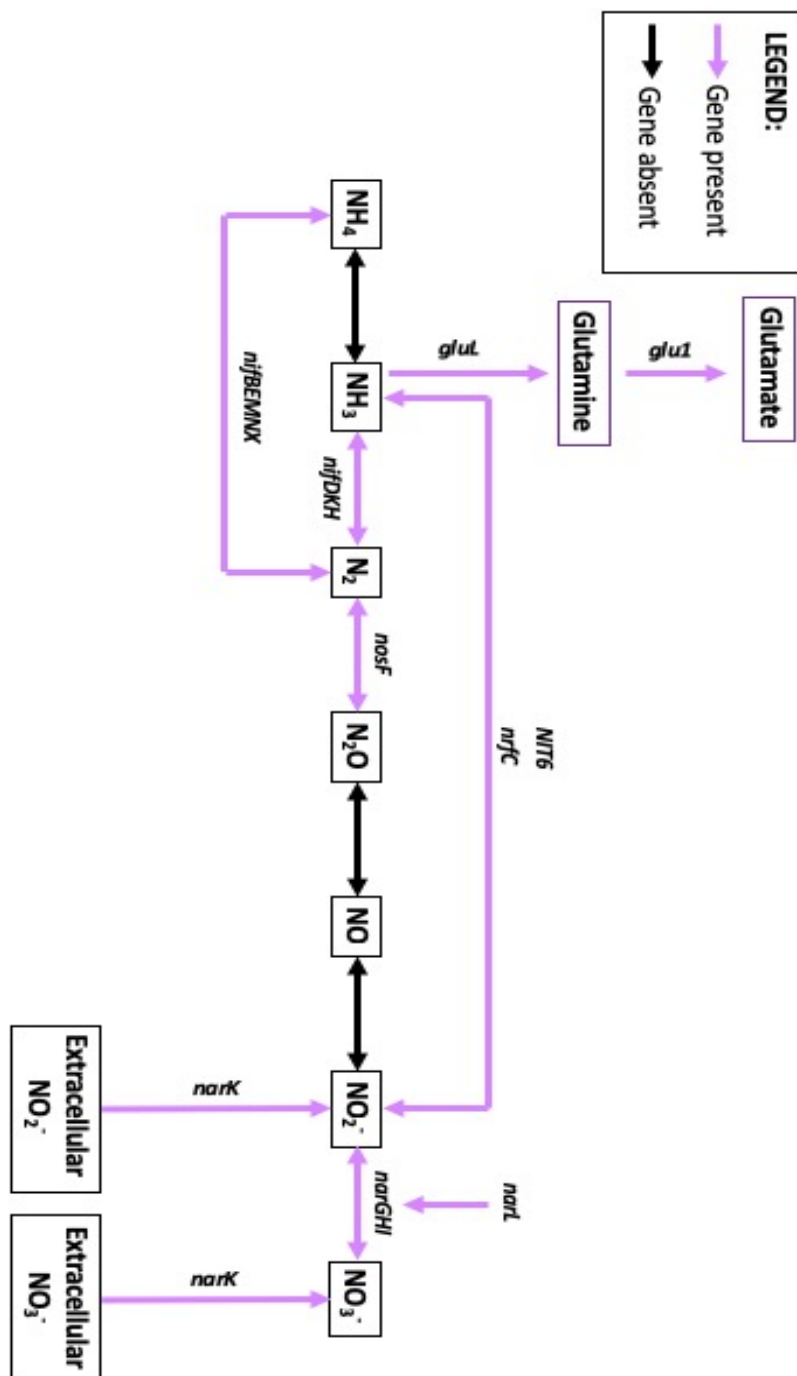 LEGEND:
Gene present
Gene absent
Glutamate
glu1
Glutamine
gluL
NIT6
nrfC
narL
NH₄
NH₃
nifDKH
N₂
nosF
N₂O
NO
NO₂⁻
narGHI
NO₃⁻
nifBEMNX
narK
narK
Extracellular
NO₂⁻
Extracellular
NO₃⁻